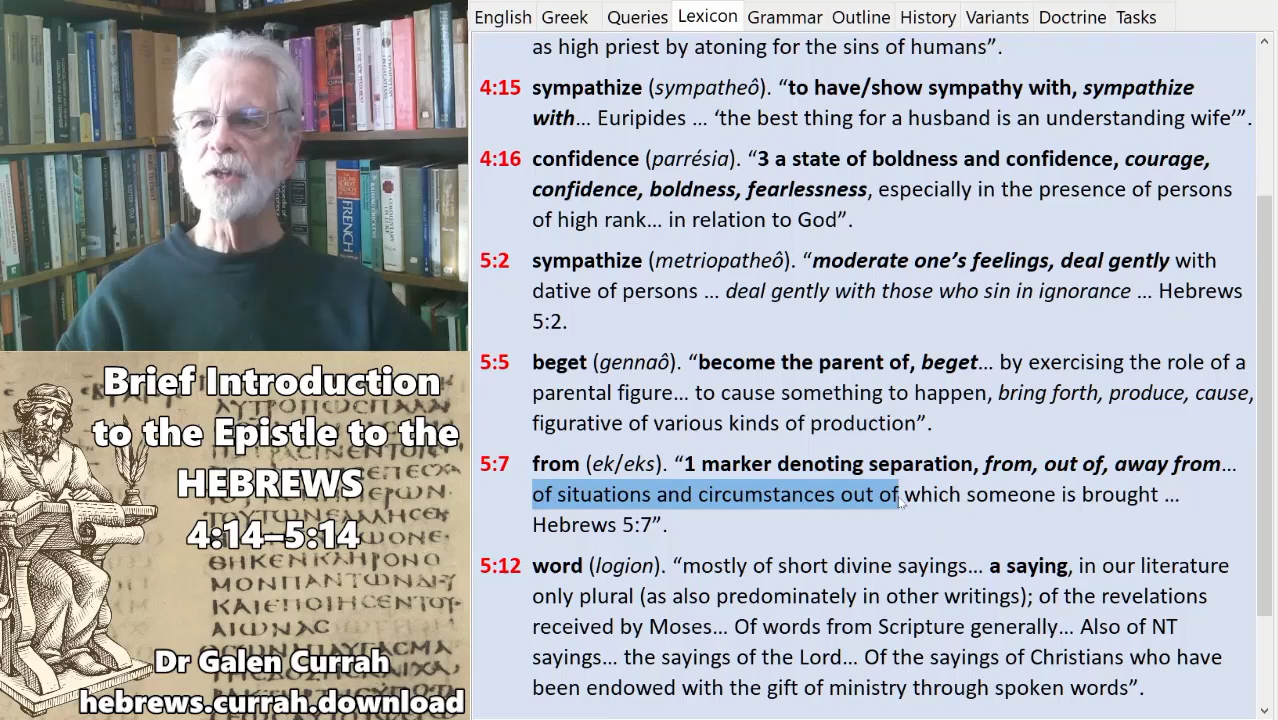 English Greek Queries Lexicon Grammar Outline History Variants Doctrine Tasks
as high priest by atoning for the sins of humans”.
4:15 sympathize (sympatheô). “to have/show sympathy with, sympathize
with… Euripides … ‘the best thing for a husband is an understanding wife’”.
4:16 confidence (parrésia). “3 a state of boldness and confidence, courage,
confidence, boldness, fearlessness, especially in the presence of persons
of high rank… in relation to God”.
5:2 sympathize (metriopatheô). “moderate one’s feelings, deal gently with
dative of persons … deal gently with those who sin in ignorance … Hebrews
5:2.
5:5 beget (gennaô). “become the parent of, beget… by exercising the role of a
parental figure… to cause something to happen, bring forth, produce, cause,
figurative of various kinds of production”.
5:7 from (ek/eks). “1 marker denoting separation, from, out of, away from…
of situations and circumstances out of which someone is brought …
Hebrews 5:7”.
5:12 word (logion). “mostly of short divine sayings… a saying, in our literature
only plural (as also predominately in other writings); of the revelations
received by Moses… Of words from Scripture generally… Also of NT
sayings… the sayings of the Lord… Of the sayings of Christians who have
been endowed with the gift of ministry through spoken words”.
FRENCH
Brief Introduction
to the Epistle to the
HEBREWS
4:14–5:14
Dr Galen Currah
hebrews.currah.download